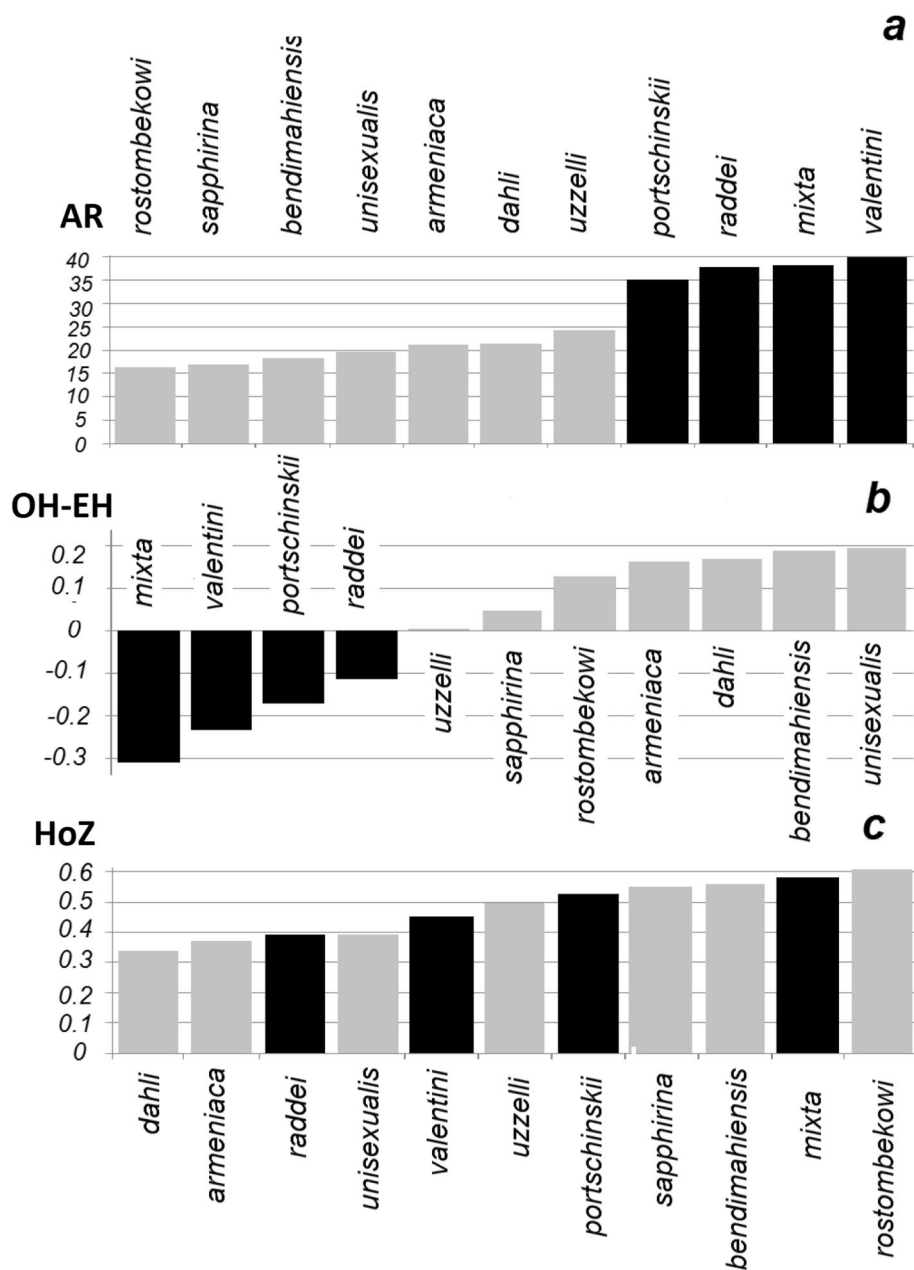 a
rostombekowi
sapphirina
bendimahiensis
unisexualis
armeniaca
dahli
uzzelli
portschinskii
raddei
mixta
valentini
AR
40
35
30
25
20
15
10
5
0
b
OH-EH
mixta
valentini
portschinskii
raddei
0.2
0.1
0
-0.1
-0.2
-0.3
uzzelli
sapphirina
rostombekowi
armeniaca
dahli
bendimahiensis
unisexualis
c
HoZ
0.6
0.5
0.4
0.3
0.2
0.1
0
dahli
armeniaca
raddei
unisexualis
valentini
uzzelli
portschinskii
sapphirina
bendimahiensis
mixta
rostombekowi